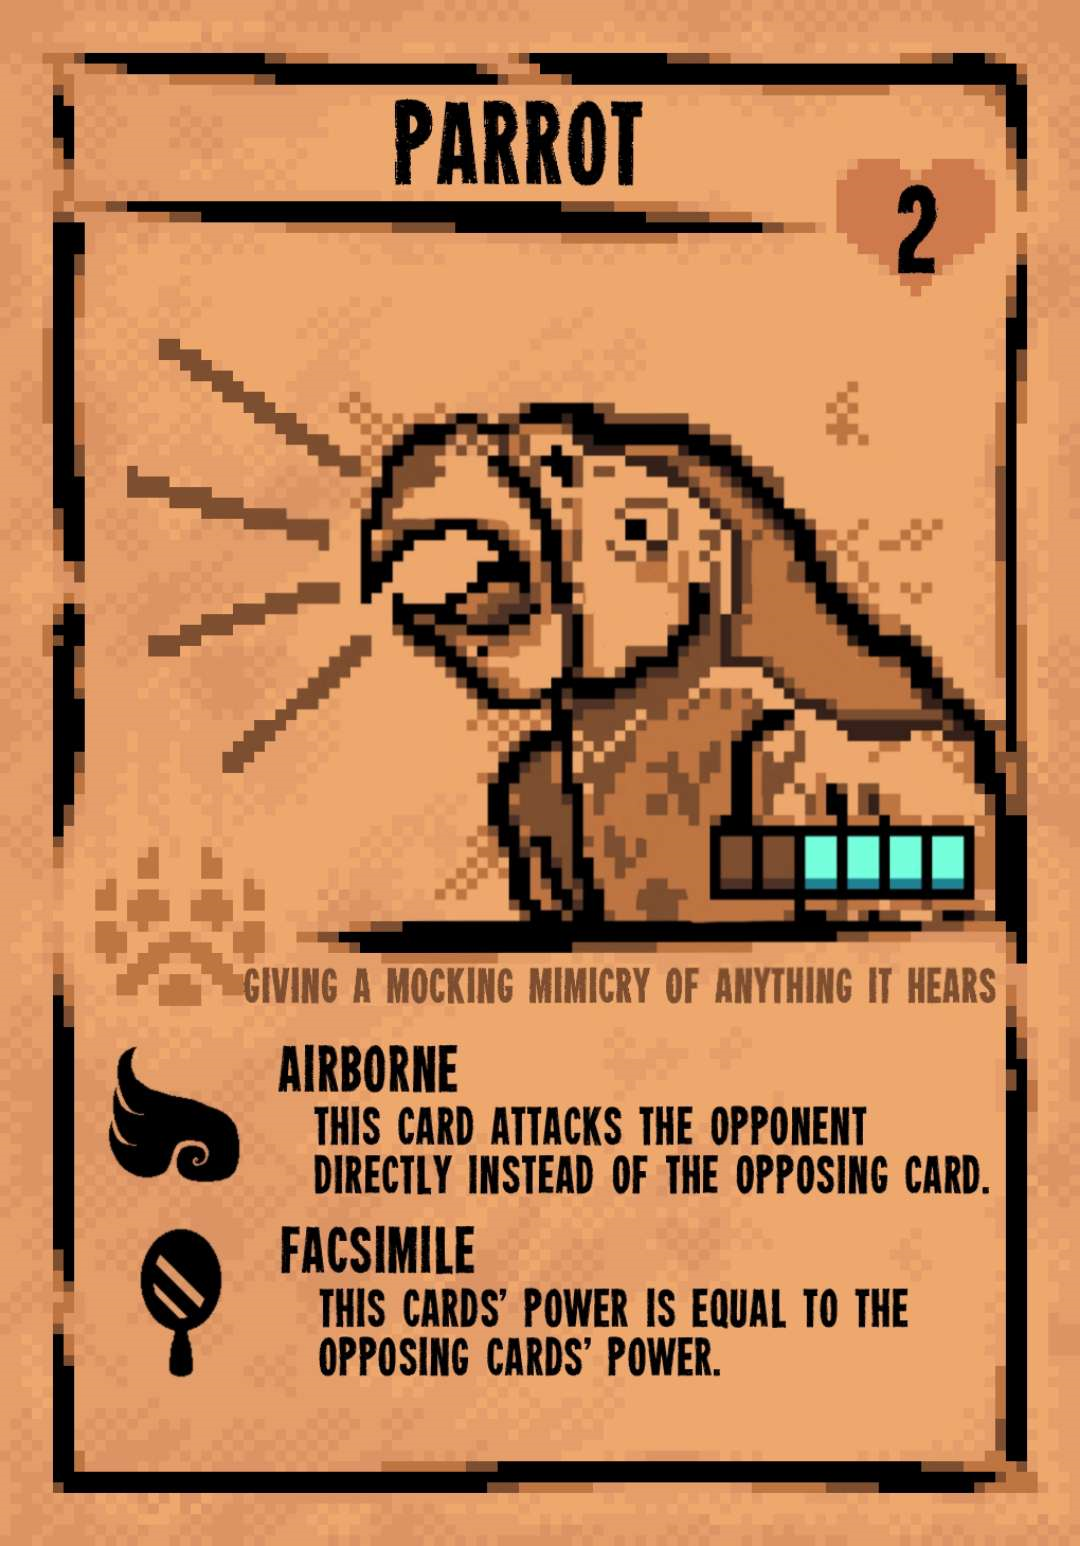 PARROT
2
GIVING A MOCKING MIMICRY OF ANYTHING IT HEARS
AIRBORNE
THIS CARD ATTACKS THE OPPONENT
DIRECTLY INSTEAD OF THE OPPOSING CARD.
FACSIMILE
THIS CARDS' POWER IS EQUAL TO THE
OPPOSING CARDS' POWER.